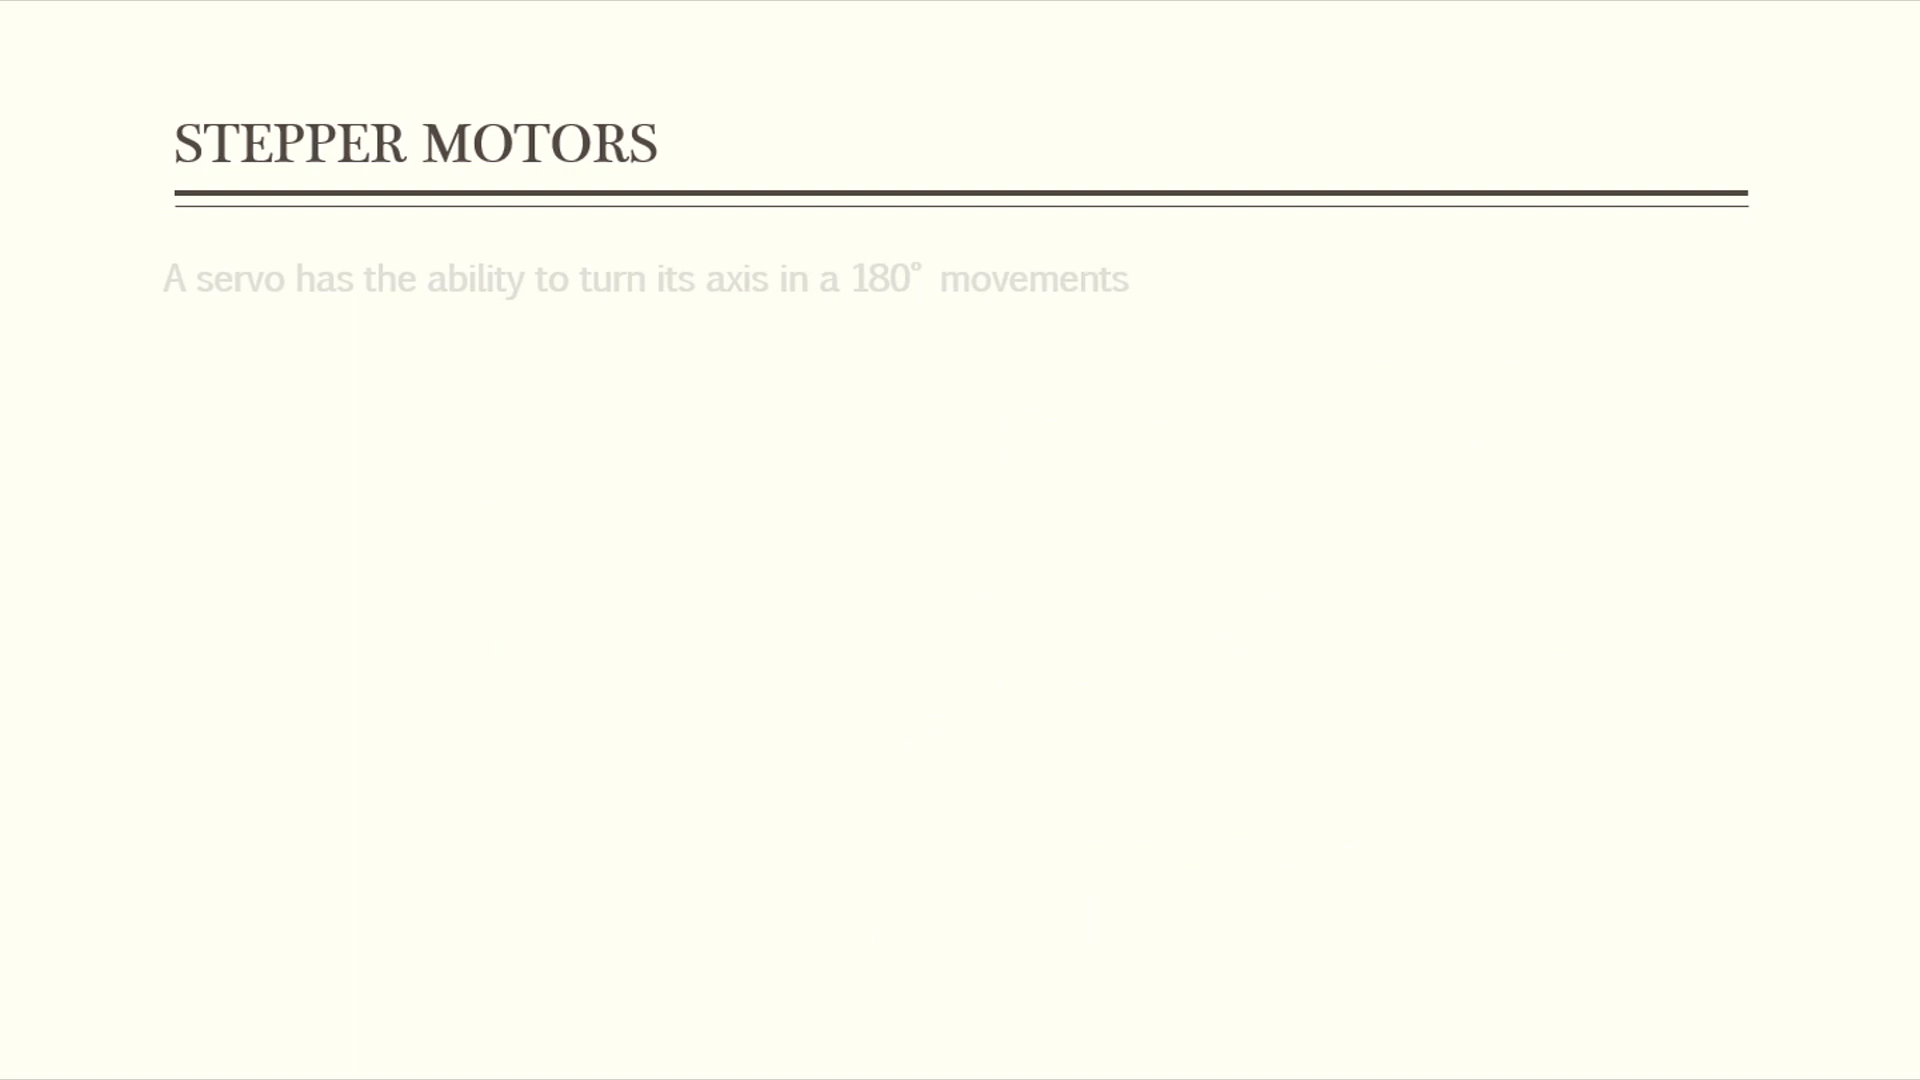 STEPPER MOTORS
A servo has the ability to turn its axis in a 180° movements